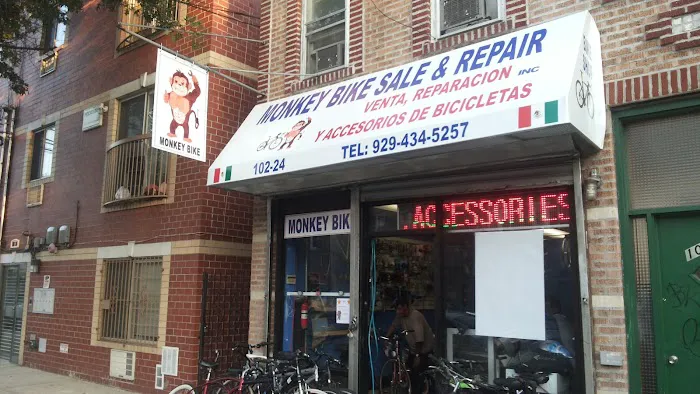 MONKEY BIKE SALE & REPAIR INC
VENTA, REPARACION
Y ACCESORIOS DE BICICLETAS
102-24
TEL: 929-434-5257
MONKEY BIKE
MONKEY BIKE
.ACCESSORIES